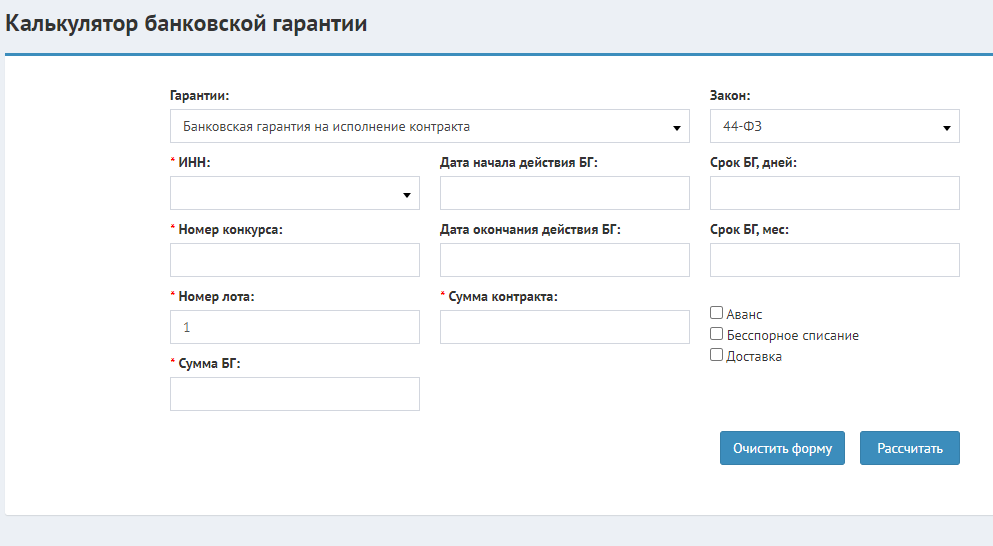 Калькулятор банковской гарантии
Гарантии:
Закон:
Банковская гарантия на исполнение контракта
44-ФЗ
* ИНН:
Дата начала действия БГ:
Срок БГ, дней:
* Номер конкурса:
Дата окончания действия БГ:
Срок БГ, мес:
* Номер лота:
* Сумма контракта:
1
Аванс
Бесспорное списание
Доставка
* Сумма БГ:
Очистить форму
Рассчитать